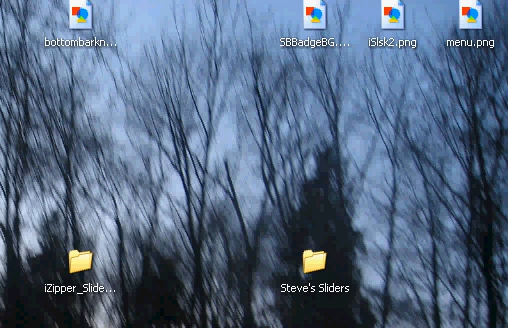 bottombarkn...
SBBadgeBG....
iSlsk2.png
menu.png
iZipper_Slide...
Steve's Sliders